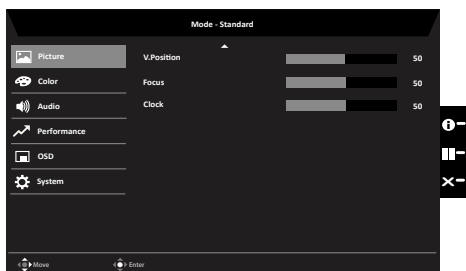 Mode - Standard
Picture
V.Position 50
Color
Focus 50
Audio
Clock 50
Performance
OSD
System
Move Enter